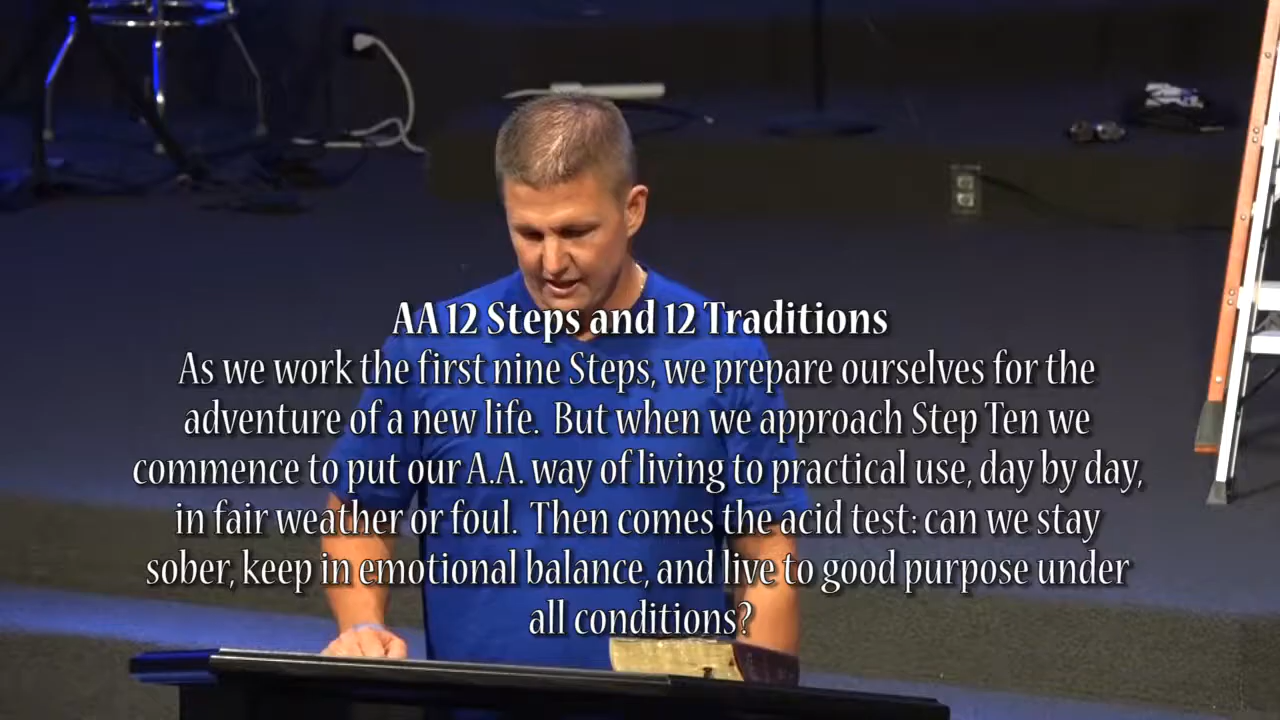 AA 12 Steps and 12 Traditions
As we work the first nine Steps, we prepare ourselves for the
adventure of a new life.  But when we approach Step Ten we
commence to put our A.A. way of living to practical use, day by day,
in fair weather or foul.  Then comes the acid test: can we stay
sober, keep in emotional balance, and live to good purpose under
all conditions?